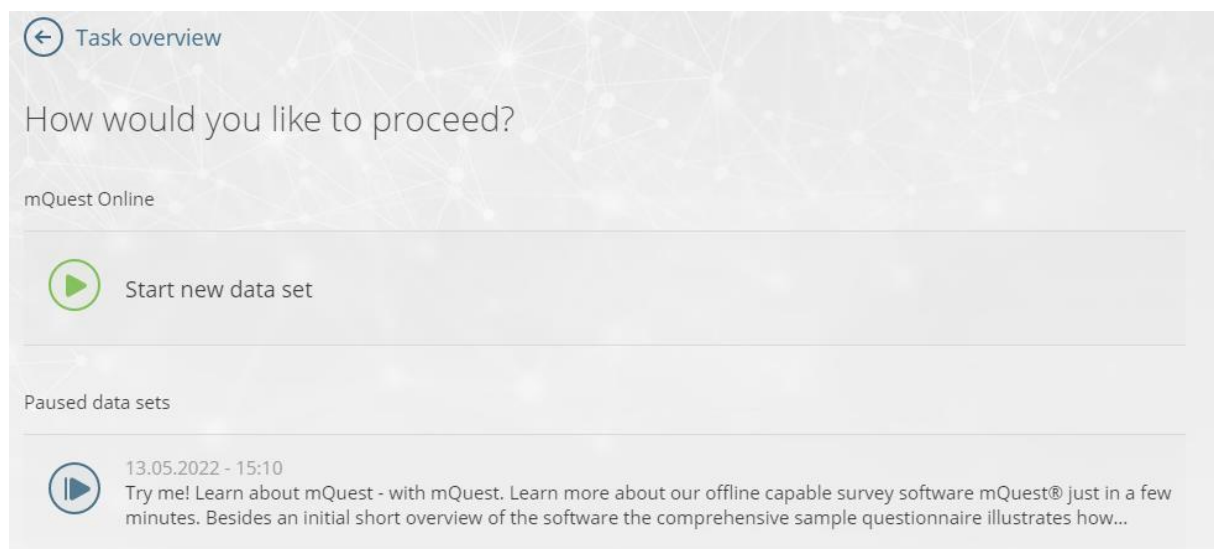 Task overview
How would you like to proceed?
mQuest Online
Start new data set
Paused data sets
13.05.2022 - 15:10
Try me! Learn about mQuest - with mQuest. Learn more about our offline capable survey software mQuest® just in a few
minutes. Besides an initial short overview of the software the comprehensive sample questionnaire illustrates how...